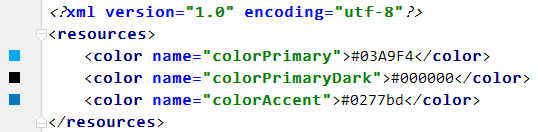 <?xml version="1.0" encoding="utf-8"?>
<resources>
    <color name="colorPrimary">#03A9F4</color>
    <color name="colorPrimaryDark">#000000</color>
    <color name="colorAccent">#0277bd</color>
</resources>